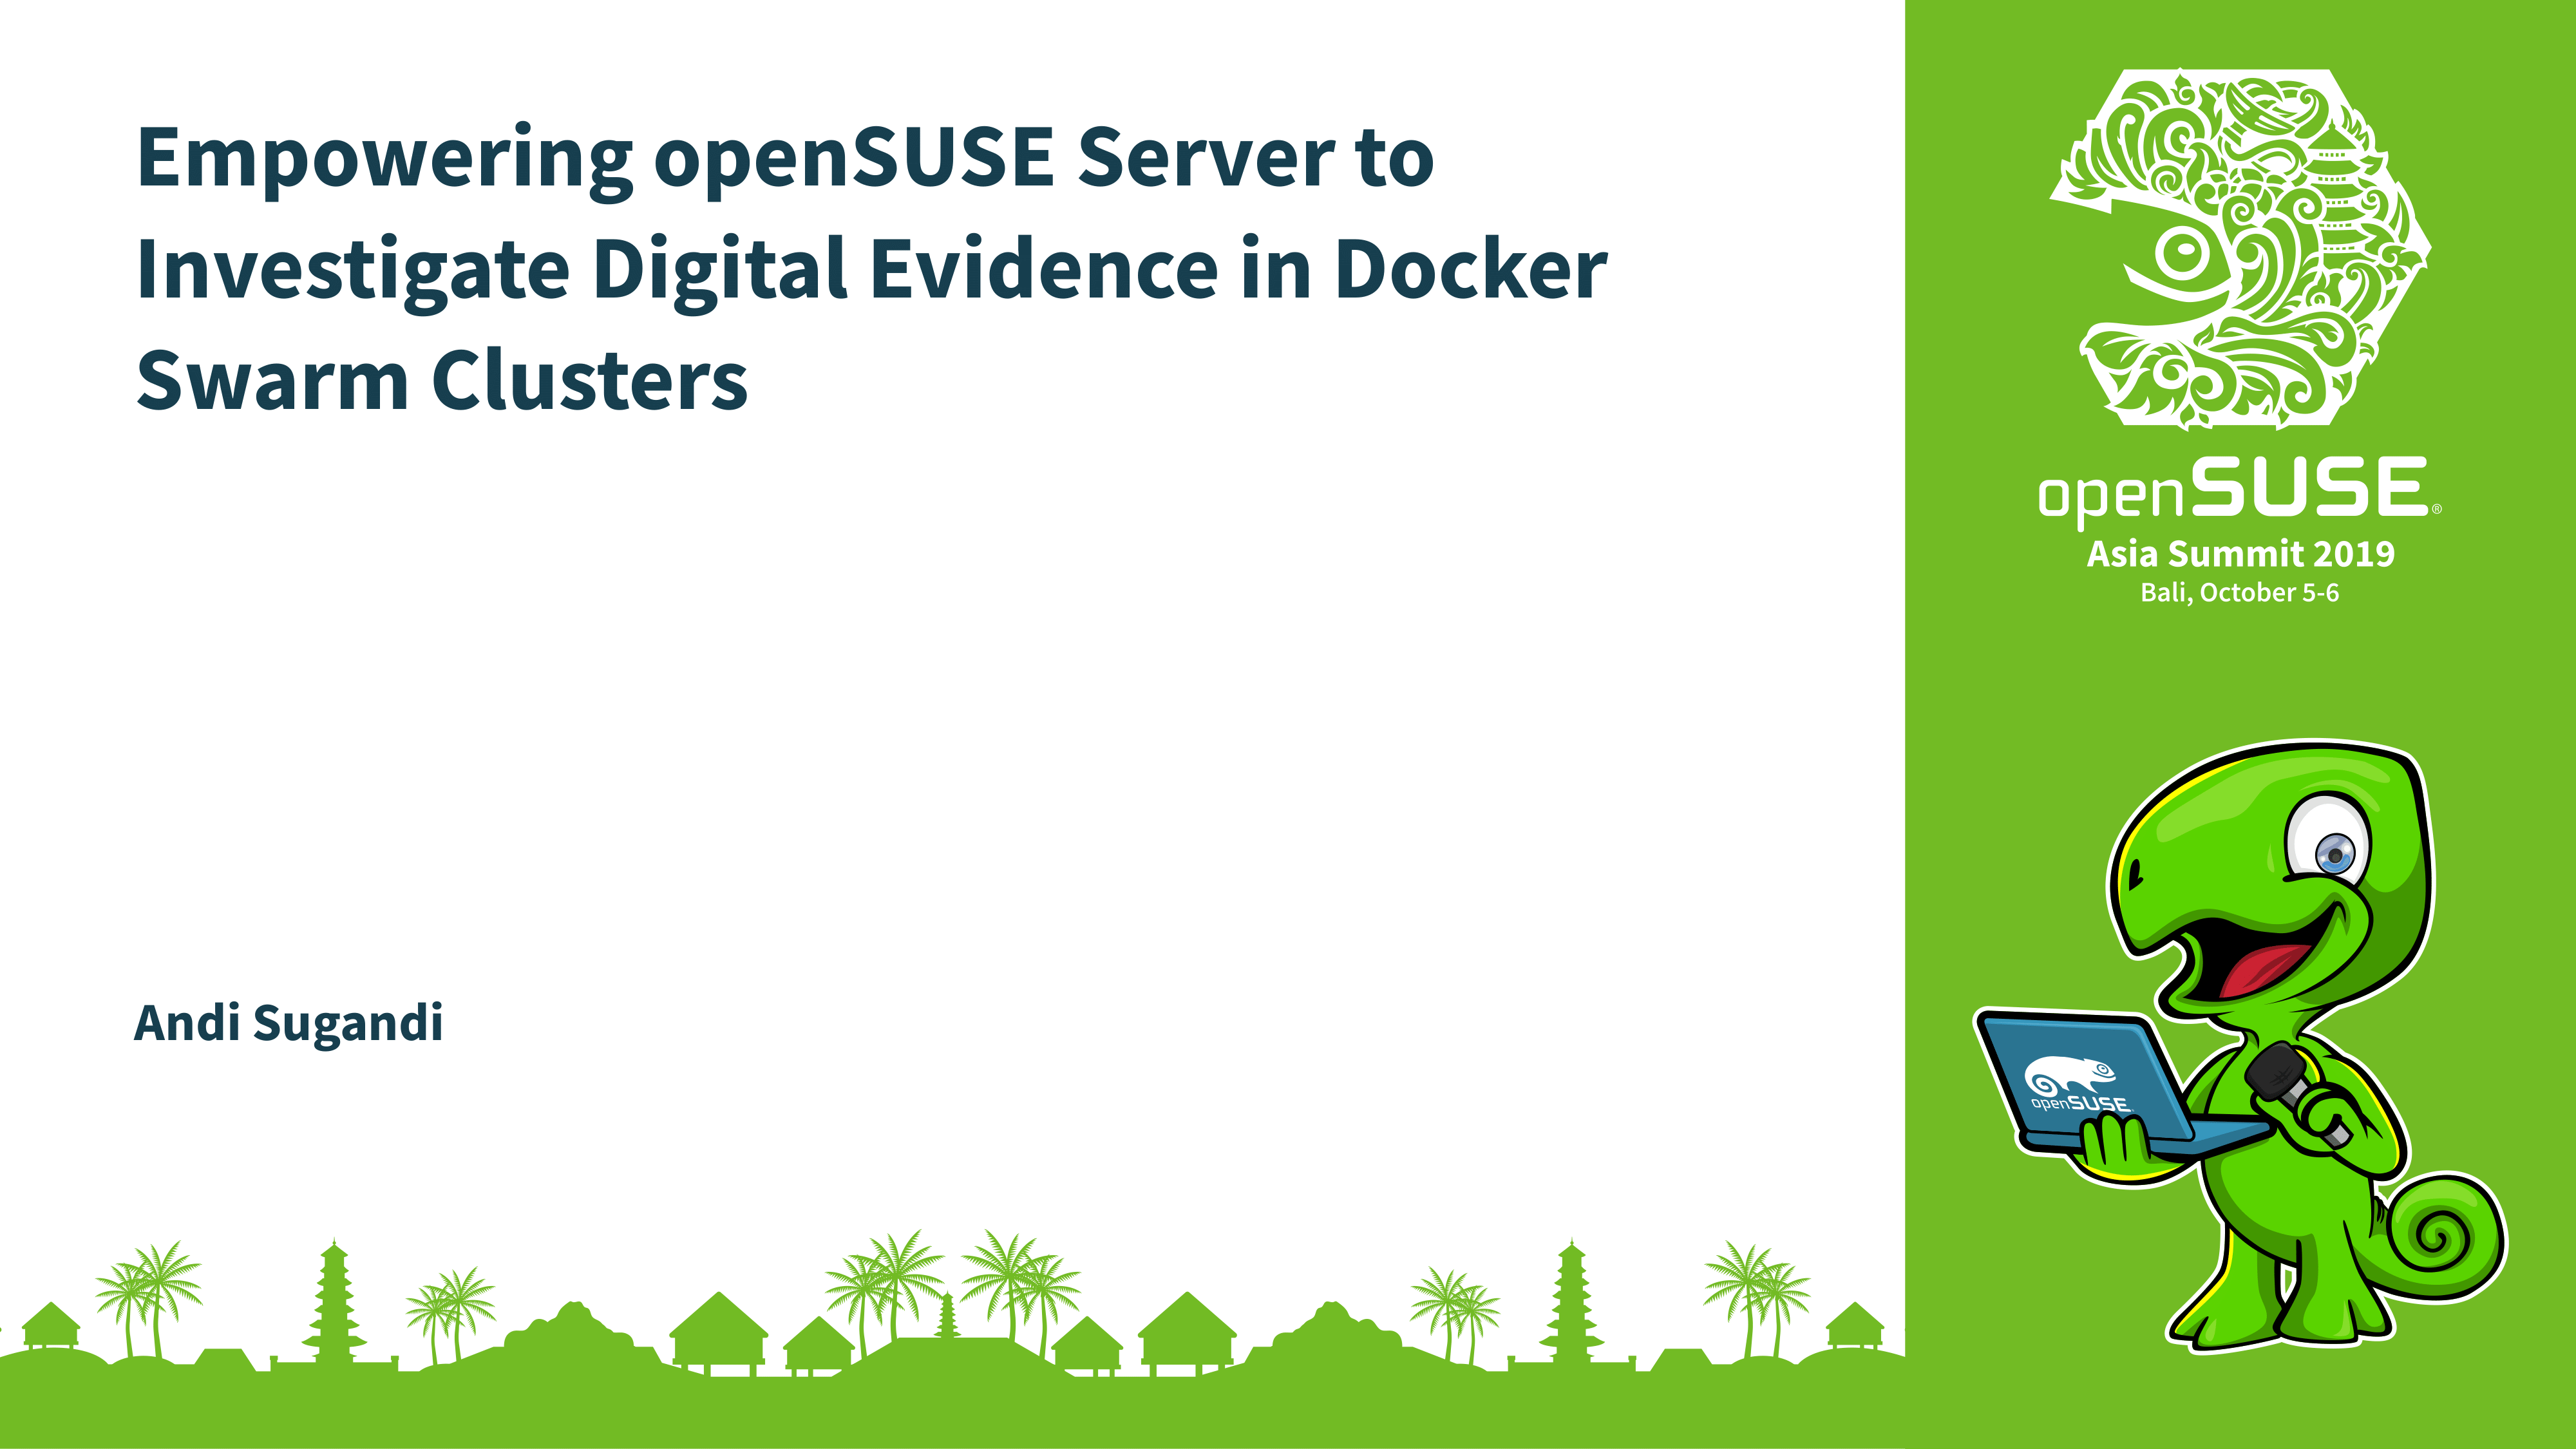 Empowering openSUSE Server to
Investigate Digital Evidence in Docker
Swarm Clusters
Andi Sugandi
openSUSE®
Asia Summit 2019
Bali, October 5-6
openSUSE